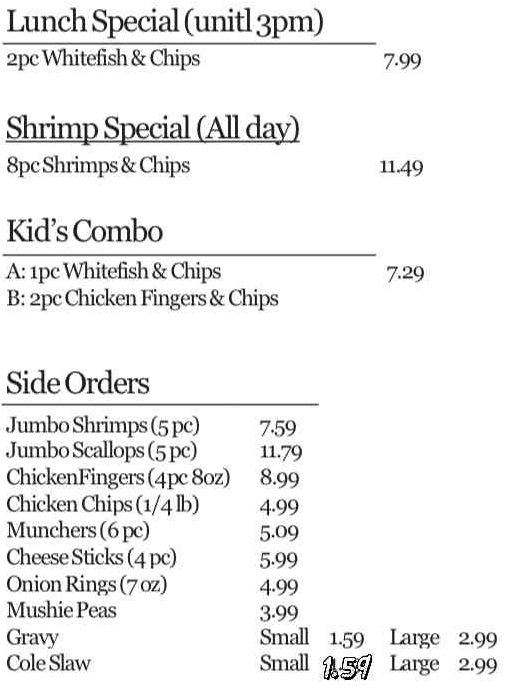 Lunch Special (unitl 3pm)
2pc Whitefish & Chips 7.99
Shrimp Special (All day)
8pc Shrimps & Chips 11.49
Kid's Combo
A: 1pc Whitefish & Chips 7.29
B: 2pc Chicken Fingers & Chips
Side Orders
Jumbo Shrimps (5 pc) 7.59
Jumbo Scallops (5 pc) 11.79
ChickenFingers (4pc 8oz) 8.99
Chicken Chips (1/4 lb) 4.99
Munchers (6 pc) 5.09
Cheese Sticks (4 pc) 5.99
Onion Rings (7 oz) 4.99
Mushie Peas 3.99
Gravy Small 1.59 Large 2.99
Cole Slaw Small 1.59 Large 2.99